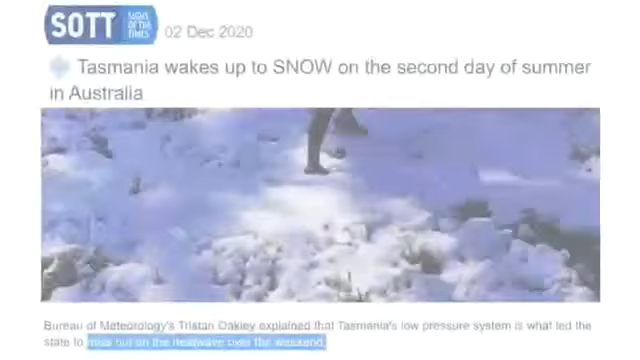 SOTT SIGNS OF THE TIMES 02 Dec 2020
Tasmania wakes up to SNOW on the second day of summer
in Australia
Bureau of Meteorology's Tristan Oakley explained that Tasmania's low pressure system is what led the
state to miss out on the heatwave over the weekend.